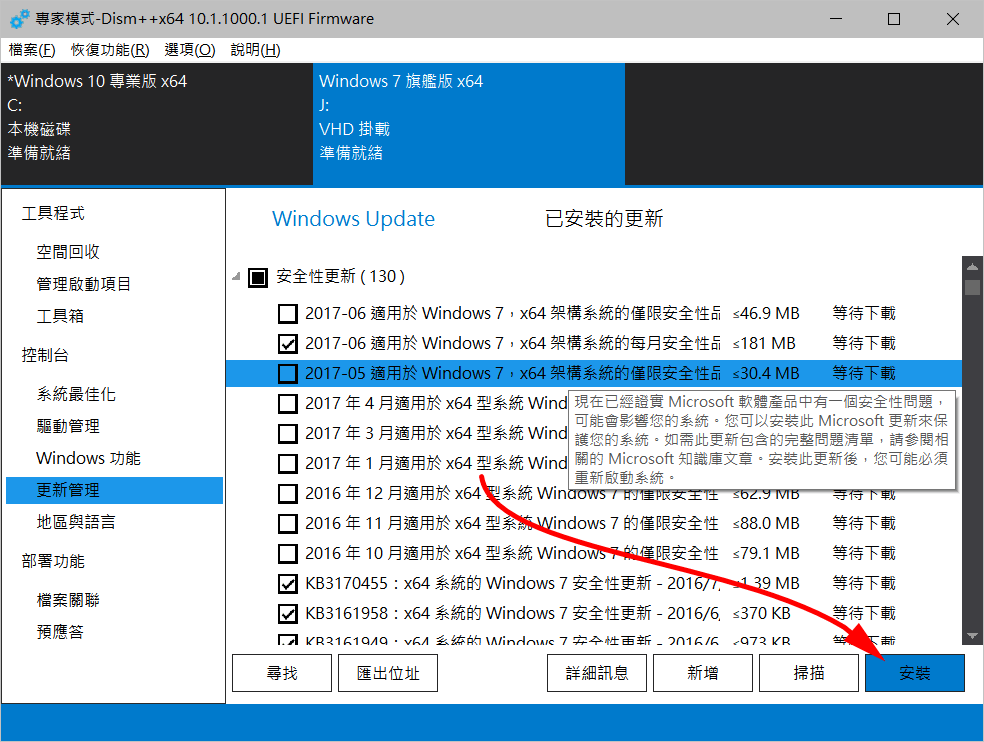 專家模式-Dism++x64 10.1.1000.1 UEFI Firmware
檔案(F) 恢復功能(R) 選項(O) 說明(H)
*Windows 10 專業版 x64
C:
本機磁碟
準備就緒
Windows 7 旗艦版 x64
J:
VHD 掛載
準備就緒
工具程式
空間回收
管理啟動項目
工具箱
控制台
系統最佳化
驅動管理
Windows 功能
更新管理
地區與語言
部署功能
檔案關聯
預應答
Windows Update 已安裝的更新
安全性更新 ( 130 )
2017-06 適用於 Windows 7，x64 架構系統的僅限安全性品 ≤46.9 MB 等待下載
2017-06 適用於 Windows 7，x64 架構系統的每月安全性品 ≤181 MB 等待下載
2017-05 適用於 Windows 7，x64 架構系統的僅限安全性品 ≤30.4 MB 等待下載
2017 年 4 月適用於 x64 型系統 Wind
2017 年 3 月適用於 x64 型系統 Wind
2017 年 1 月適用於 x64 型系統 Wind
現在已經證實 Microsoft 軟體產品中有一個安全性問題，
可能會影響您的系統。您可以安裝此 Microsoft 更新來保
護您的系統。如需此更新包含的完整問題清單，請參閱相
關的 Microsoft 知識庫文章。安裝此更新後，您可能必須
重新啟動系統。
2016 年 12 月適用於 x64 型系統 Windows 7 的僅限安全性 ≤62.9 MB 等待下載
2016 年 11 月適用於 x64 型系統 Windows 7 的僅限安全性 ≤88.0 MB 等待下載
2016 年 10 月適用於 x64 型系統 Windows 7 的僅限安全性 ≤79.1 MB 等待下載
KB3170455：x64 系統的 Windows 7 安全性更新 - 2016/7, ≤1.39 MB 等待下載
KB3161958：x64 系統的 Windows 7 安全性更新 - 2016/6, ≤370 KB 等待下載
KB3161949：x64 系統的 Windows 7 安全性更新 - 2016/6 ≤973 KB 等待下載
尋找 匯出位址 詳細訊息 新增 掃描 安裝